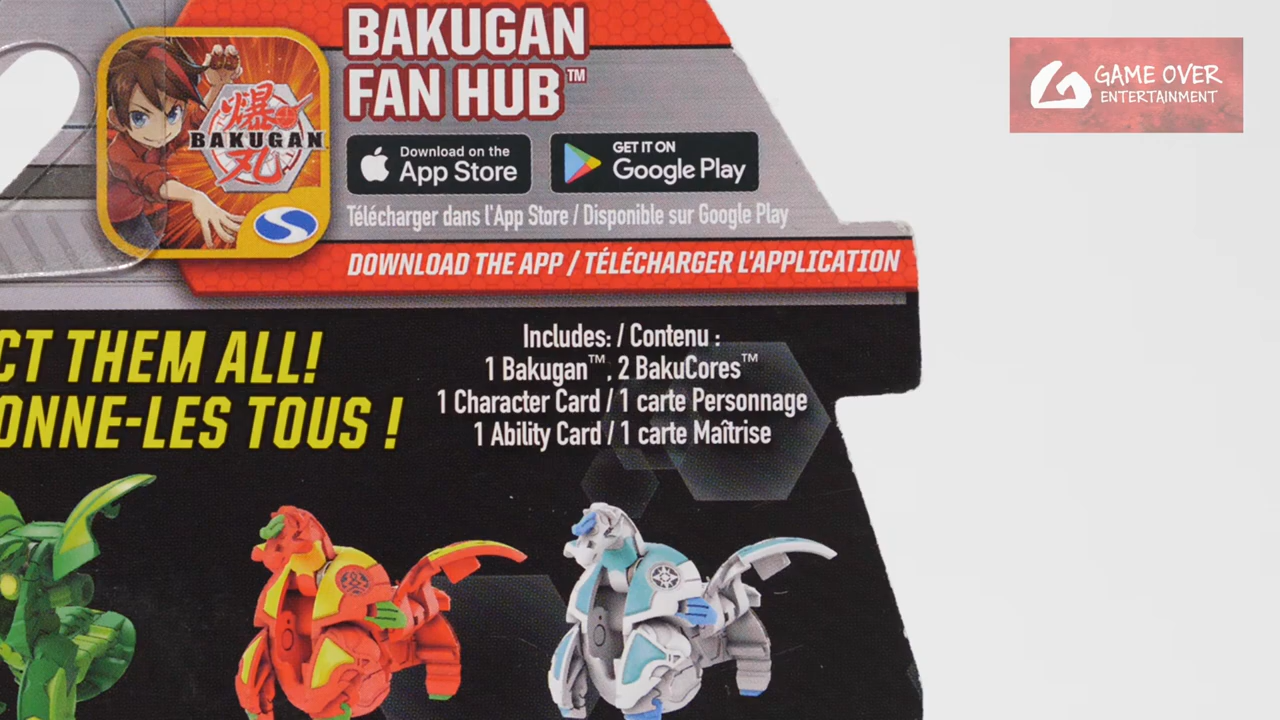 BAKUGAN
FAN HUB™
爆
BAKUGAN
丸
Download on the
App Store
GET IT ON
Google Play
Télécharger dans l'App Store / Disponible sur Google Play
DOWNLOAD THE APP / TÉLÉCHARGER L'APPLICATION
CT THEM ALL!
ONNE-LES TOUS !
Includes: / Contenu :
1 Bakugan™, 2 BakuCores™
1 Character Card / 1 carte Personnage
1 Ability Card / 1 carte Maîtrise
GAME OVER
ENTERTAINMENT